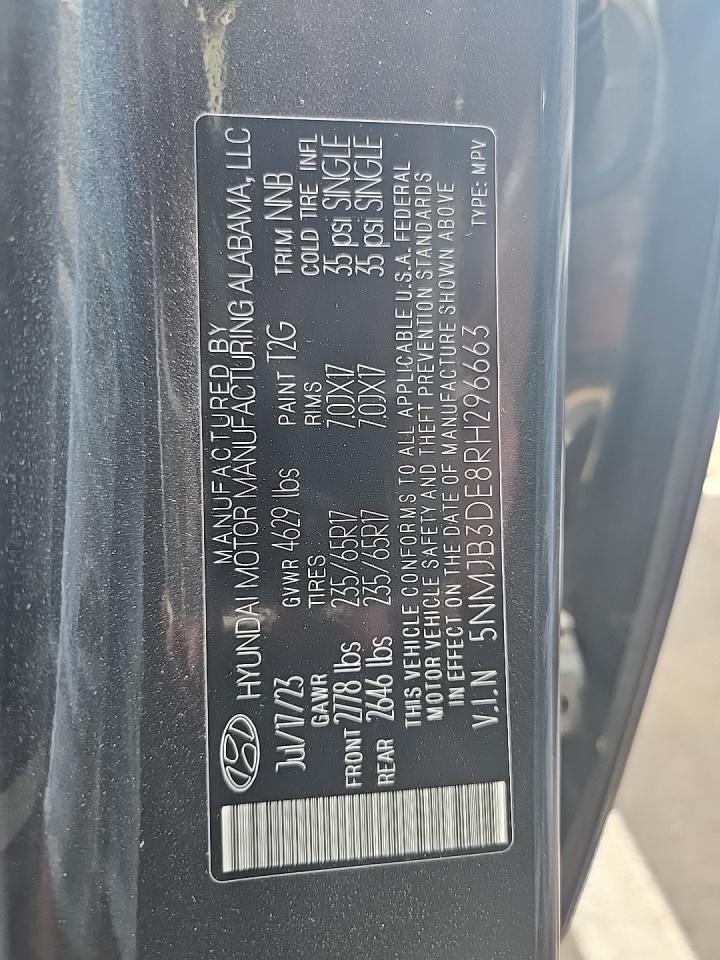 MANUFACTURED BY
HYUNDAI MOTOR MANUFACTURING ALABAMA, LLC
Jul/17/23 GVWR 4629 lbs PAINT T2G TRIM NNB
GAWR TIRES RIMS COLD TIRE INFL
FRONT 2778 lbs 235/65R17 7.0JX17 35 psi SINGLE
REAR 2646 lbs 235/65R17 7.0JX17 35 psi SINGLE
THIS VEHICLE CONFORMS TO ALL APPLICABLE U.S.A. FEDERAL
MOTOR VEHICLE SAFETY AND THEFT PREVENTION STANDARDS
IN EFFECT ON THE DATE OF MANUFACTURE SHOWN ABOVE
V.I.N 5NMJB3DE8RH296663 TYPE: MPV